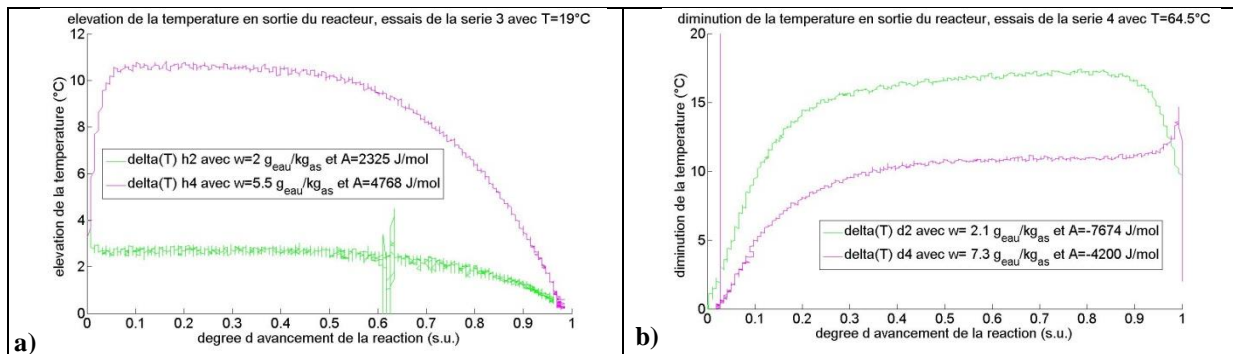 elevation de la temperature en sortie du reacteur, essais de la serie 3 avec T=19°C
12
10
8
6
4
2
0
elevation de la temperature (°C)
delta(T) h2 avec w=2 g_eau/kg_as et A=2325 J/mol
delta(T) h4 avec w=5.5 g_eau/kg_as et A=4768 J/mol
0 0.1 0.2 0.3 0.4 0.5 0.6 0.7 0.8 0.9 1
degree d avancement de la reaction (s.u.)
a)
diminution de la temperature en sortie du reacteur, essais de la serie 4 avec T=64.5°C
20
15
10
5
0
diminution de la temperature (°C)
delta(T) d2 avec w= 2.1 g_eau/kg_as et A=-7674 J/mol
delta(T) d4 avec w= 7.3 g_eau/kg_as et A=-4200 J/mol
0 0.1 0.2 0.3 0.4 0.5 0.6 0.7 0.8 0.9 1
degree d avancement de la reaction (s.u.)
b)